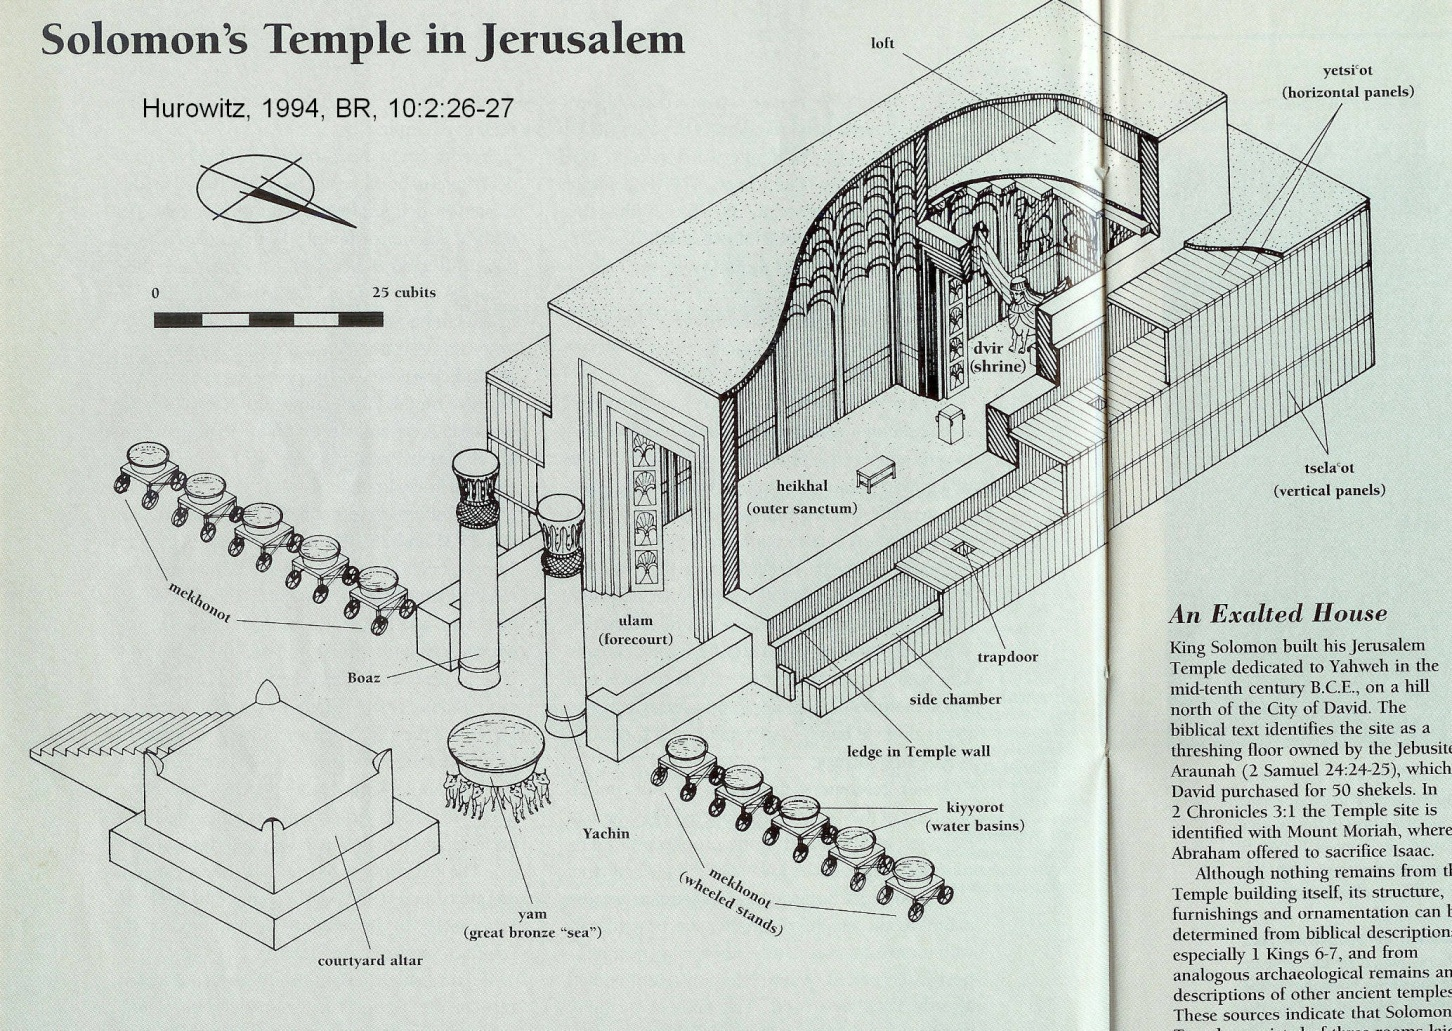 Solomon's Temple in Jerusalem
Hurowitz, 1994, BR, 10:2:26-27
0
25 cubits
loft
yetsiʿot
(horizontal panels)
dvir
(shrine)
heikhal
(outer sanctum)
tselaʿot
(vertical panels)
mekhonot
ulam
(forecourt)
Boaz
trapdoor
side chamber
ledge in Temple wall
kiyyorot
(water basins)
Yachin
mekhonot
(wheeled stands)
yam
(great bronze “sea”)
courtyard altar
An Exalted House
King Solomon built his Jerusalem
Temple dedicated to Yahweh in the
mid-tenth century B.C.E., on a hill
north of the City of David. The
biblical text identifies the site as a
threshing floor owned by the Jebusite
Araunah (2 Samuel 24:24-25), which
David purchased for 50 shekels. In
2 Chronicles 3:1 the Temple site is
identified with Mount Moriah, where
Abraham offered to sacrifice Isaac.
Although nothing remains from
Temple building itself, its structure,
furnishings and ornamentation can
determined from biblical description
especially 1 Kings 6-7, and from
analogous archaeological remains
descriptions of other ancient temples
These sources indicate that Solomon